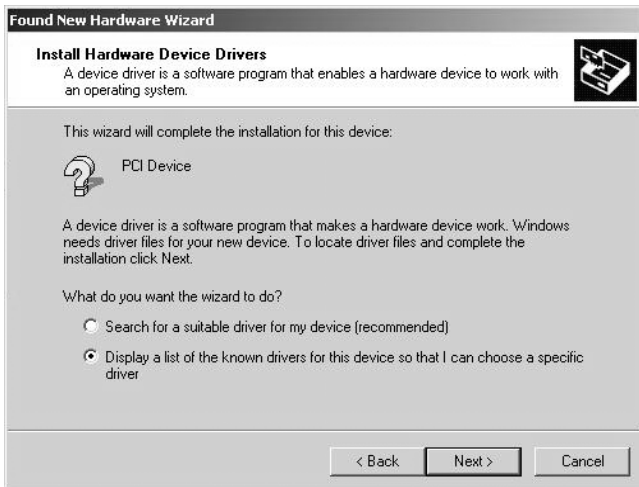 Found New Hardware Wizard
Install Hardware Device Drivers
A device driver is a software program that enables a hardware device to work with
an operating system.
This wizard will complete the installation for this device:
PCI Device
A device driver is a software program that makes a hardware device work. Windows
needs driver files for your new device. To locate driver files and complete the
installation click Next.
What do you want the wizard to do?
Search for a suitable driver for my device (recommended)
Display a list of the known drivers for this device so that I can choose a specific
driver
< Back Next > Cancel